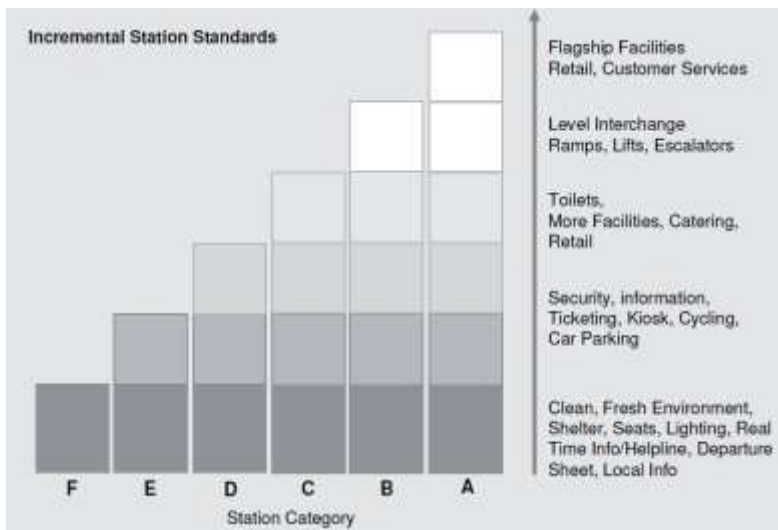 Incremental Station Standards
Flagship Facilities
Retail, Customer Services
Level Interchange
Ramps, Lifts, Escalators
Toilets,
More Facilities, Catering,
Retail
Security, information,
Ticketing, Kiosk, Cycling,
Car Parking
Clean, Fresh Environment,
Shelter, Seats, Lighting, Real
Time Info/Helpline, Departure
Sheet, Local Info
F E D C B A
Station Category